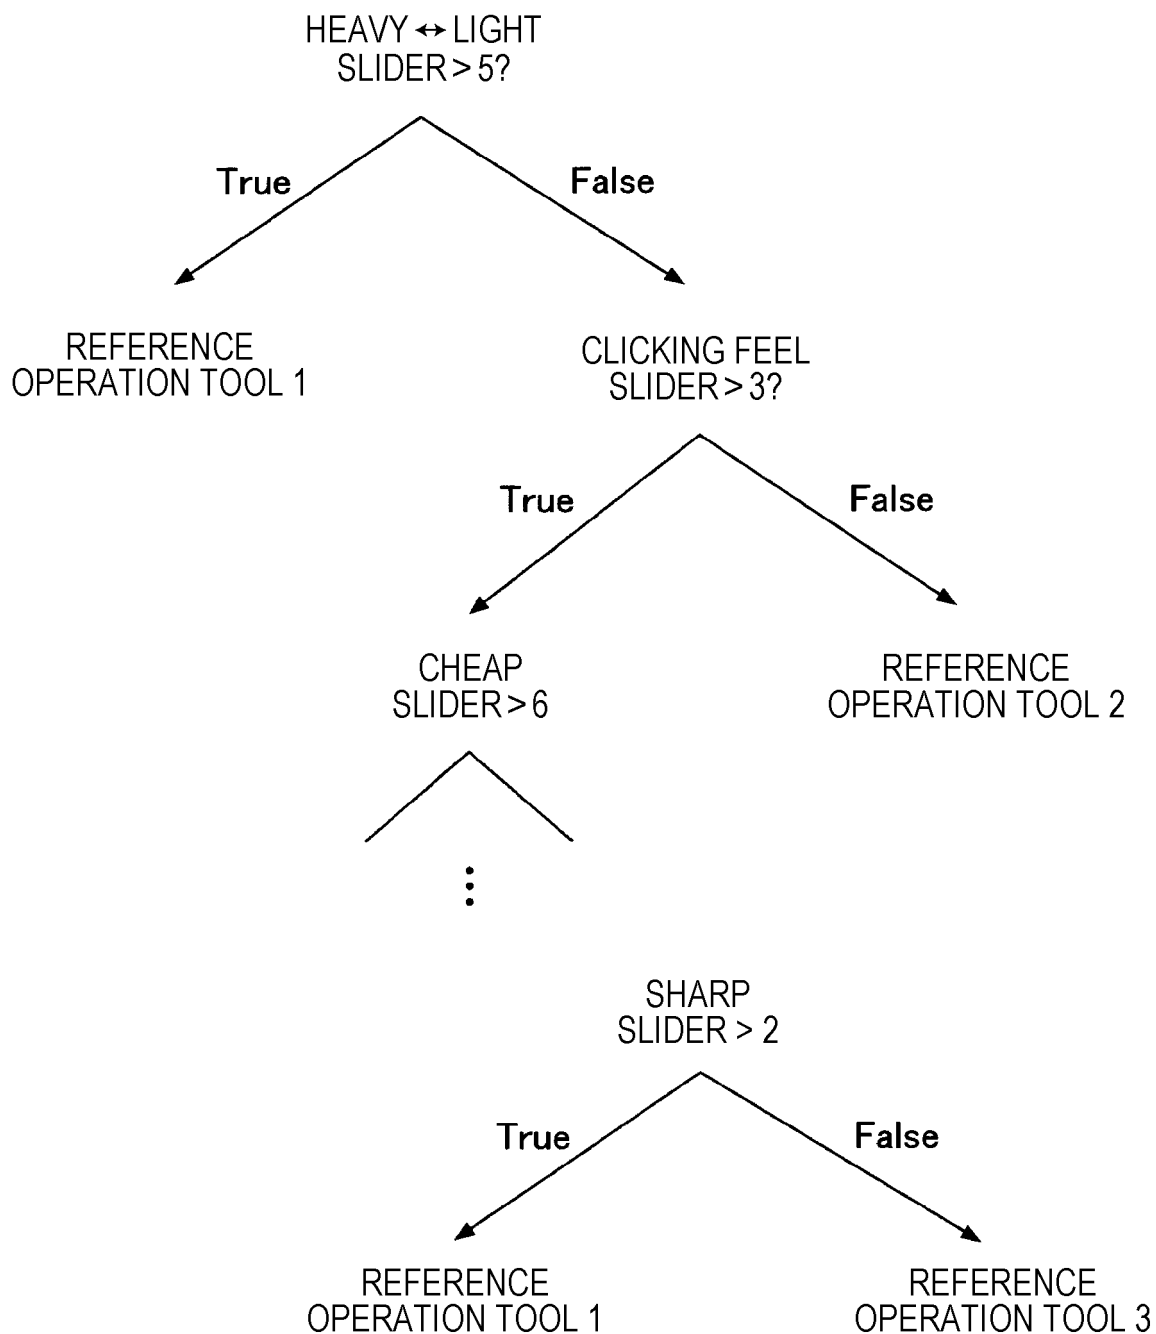 HEAVY ↔ LIGHT
SLIDER > 5?
True
False
REFERENCE
OPERATION TOOL 1
CLICKING FEEL
SLIDER > 3?
True
False
CHEAP
SLIDER > 6
REFERENCE
OPERATION TOOL 2
⋮
SHARP
SLIDER > 2
True
False
REFERENCE
OPERATION TOOL 1
REFERENCE
OPERATION TOOL 3